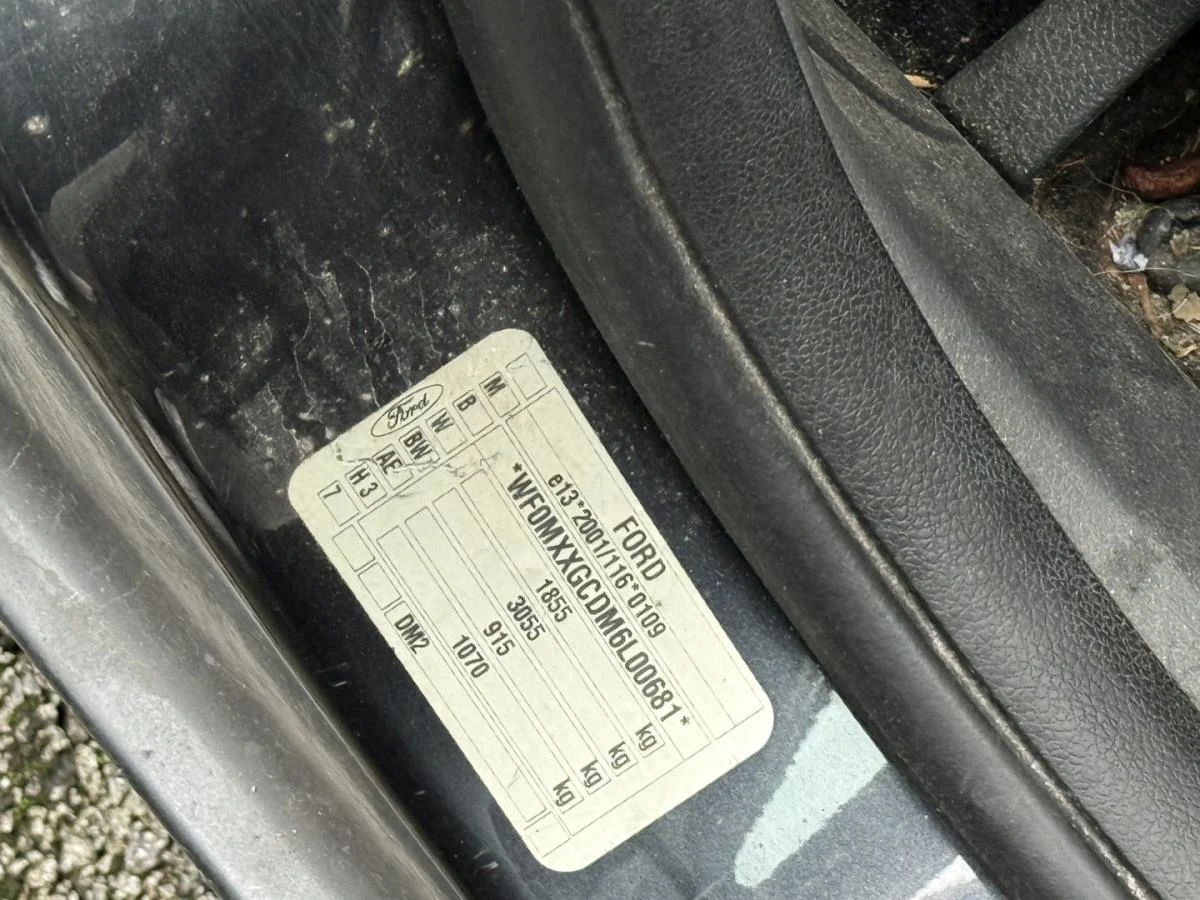 Ford
FORD
e13*2001/116*0109
*WF0MXXGCDM6L00681*
1855 kg
3055 kg
915 kg
1070 kg
DM2
M
B
W
BW
AE
H 3
7